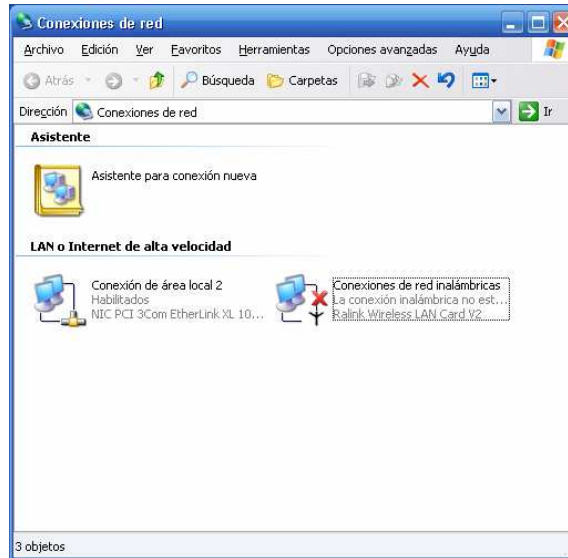 Conexiones de red
Archivo Edición Ver Favoritos Herramientas Opciones avanzadas Ayuda
Atrás Búsqueda Carpetas
Dirección Conexiones de red Ir
Asistente
Asistente para conexión nueva
LAN o Internet de alta velocidad
Conexión de área local 2
Habilitados
NIC PCI 3Com EtherLink XL 10...
Conexiones de red inalámbricas
La conexión inalámbrica no est...
Ralink Wireless LAN Card V2
3 objetos